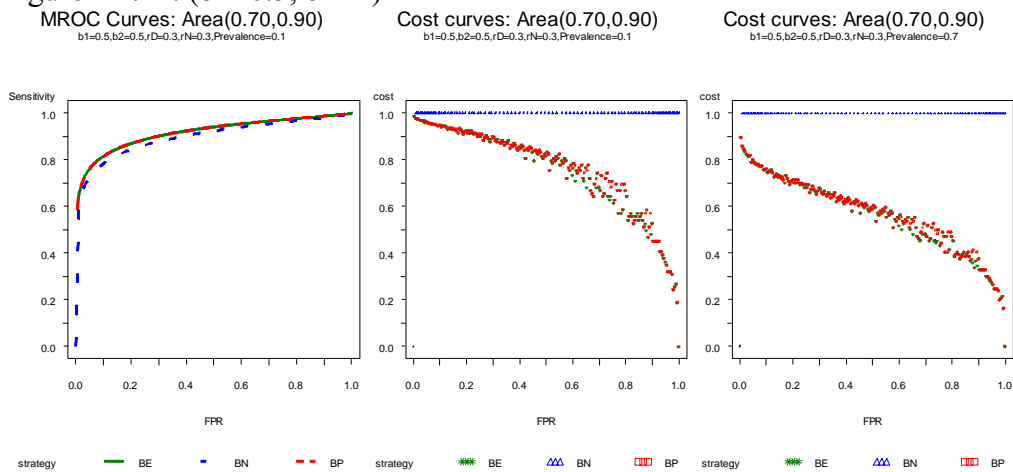 MROC Curves: Area(0.70,0.90)
b1=0.5,b2=0.5,rD=0.3,rN=0.3,Prevalence=0.1
Sensitivity
1.0
0.8
0.6
0.4
0.2
0.0
0.0 0.2 0.4 0.6 0.8 1.0
FPR
strategy BE BN BP
Cost curves: Area(0.70,0.90)
b1=0.5,b2=0.5,rD=0.3,rN=0.3,Prevalence=0.1
cost
1.0
0.8
0.6
0.4
0.2
0.0
0.0 0.2 0.4 0.6 0.8 1.0
FPR
strategy BE BN BP
Cost curves: Area(0.70,0.90)
b1=0.5,b2=0.5,rD=0.3,rN=0.3,Prevalence=0.7
cost
1.0
0.8
0.6
0.4
0.2
0.0
0.0 0.2 0.4 0.6 0.8 1.0
FPR
strategy BE BN BP